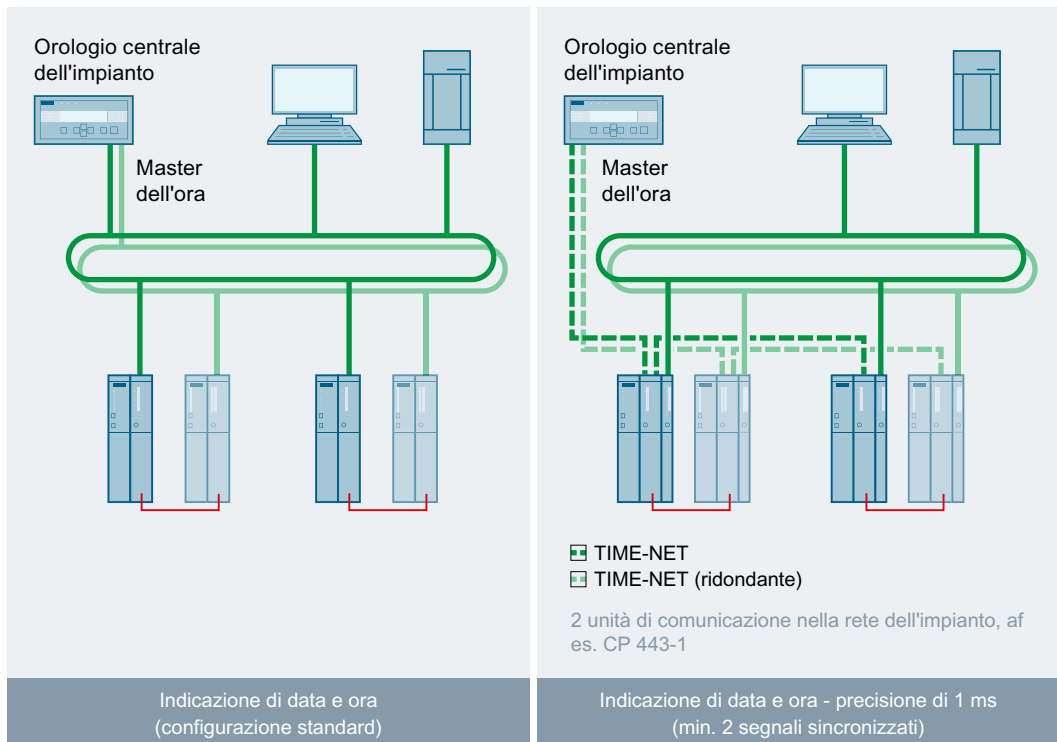 Orologio centrale
dell'impianto
Master
dell'ora
Indicazione di data e ora
(configurazione standard)
Orologio centrale
dell'impianto
Master
dell'ora
TIME-NET
TIME-NET (ridondante)
2 unità di comunicazione nella rete dell'impianto, af
es. CP 443-1
Indicazione di data e ora - precisione di 1 ms
(min. 2 segnali sincronizzati)